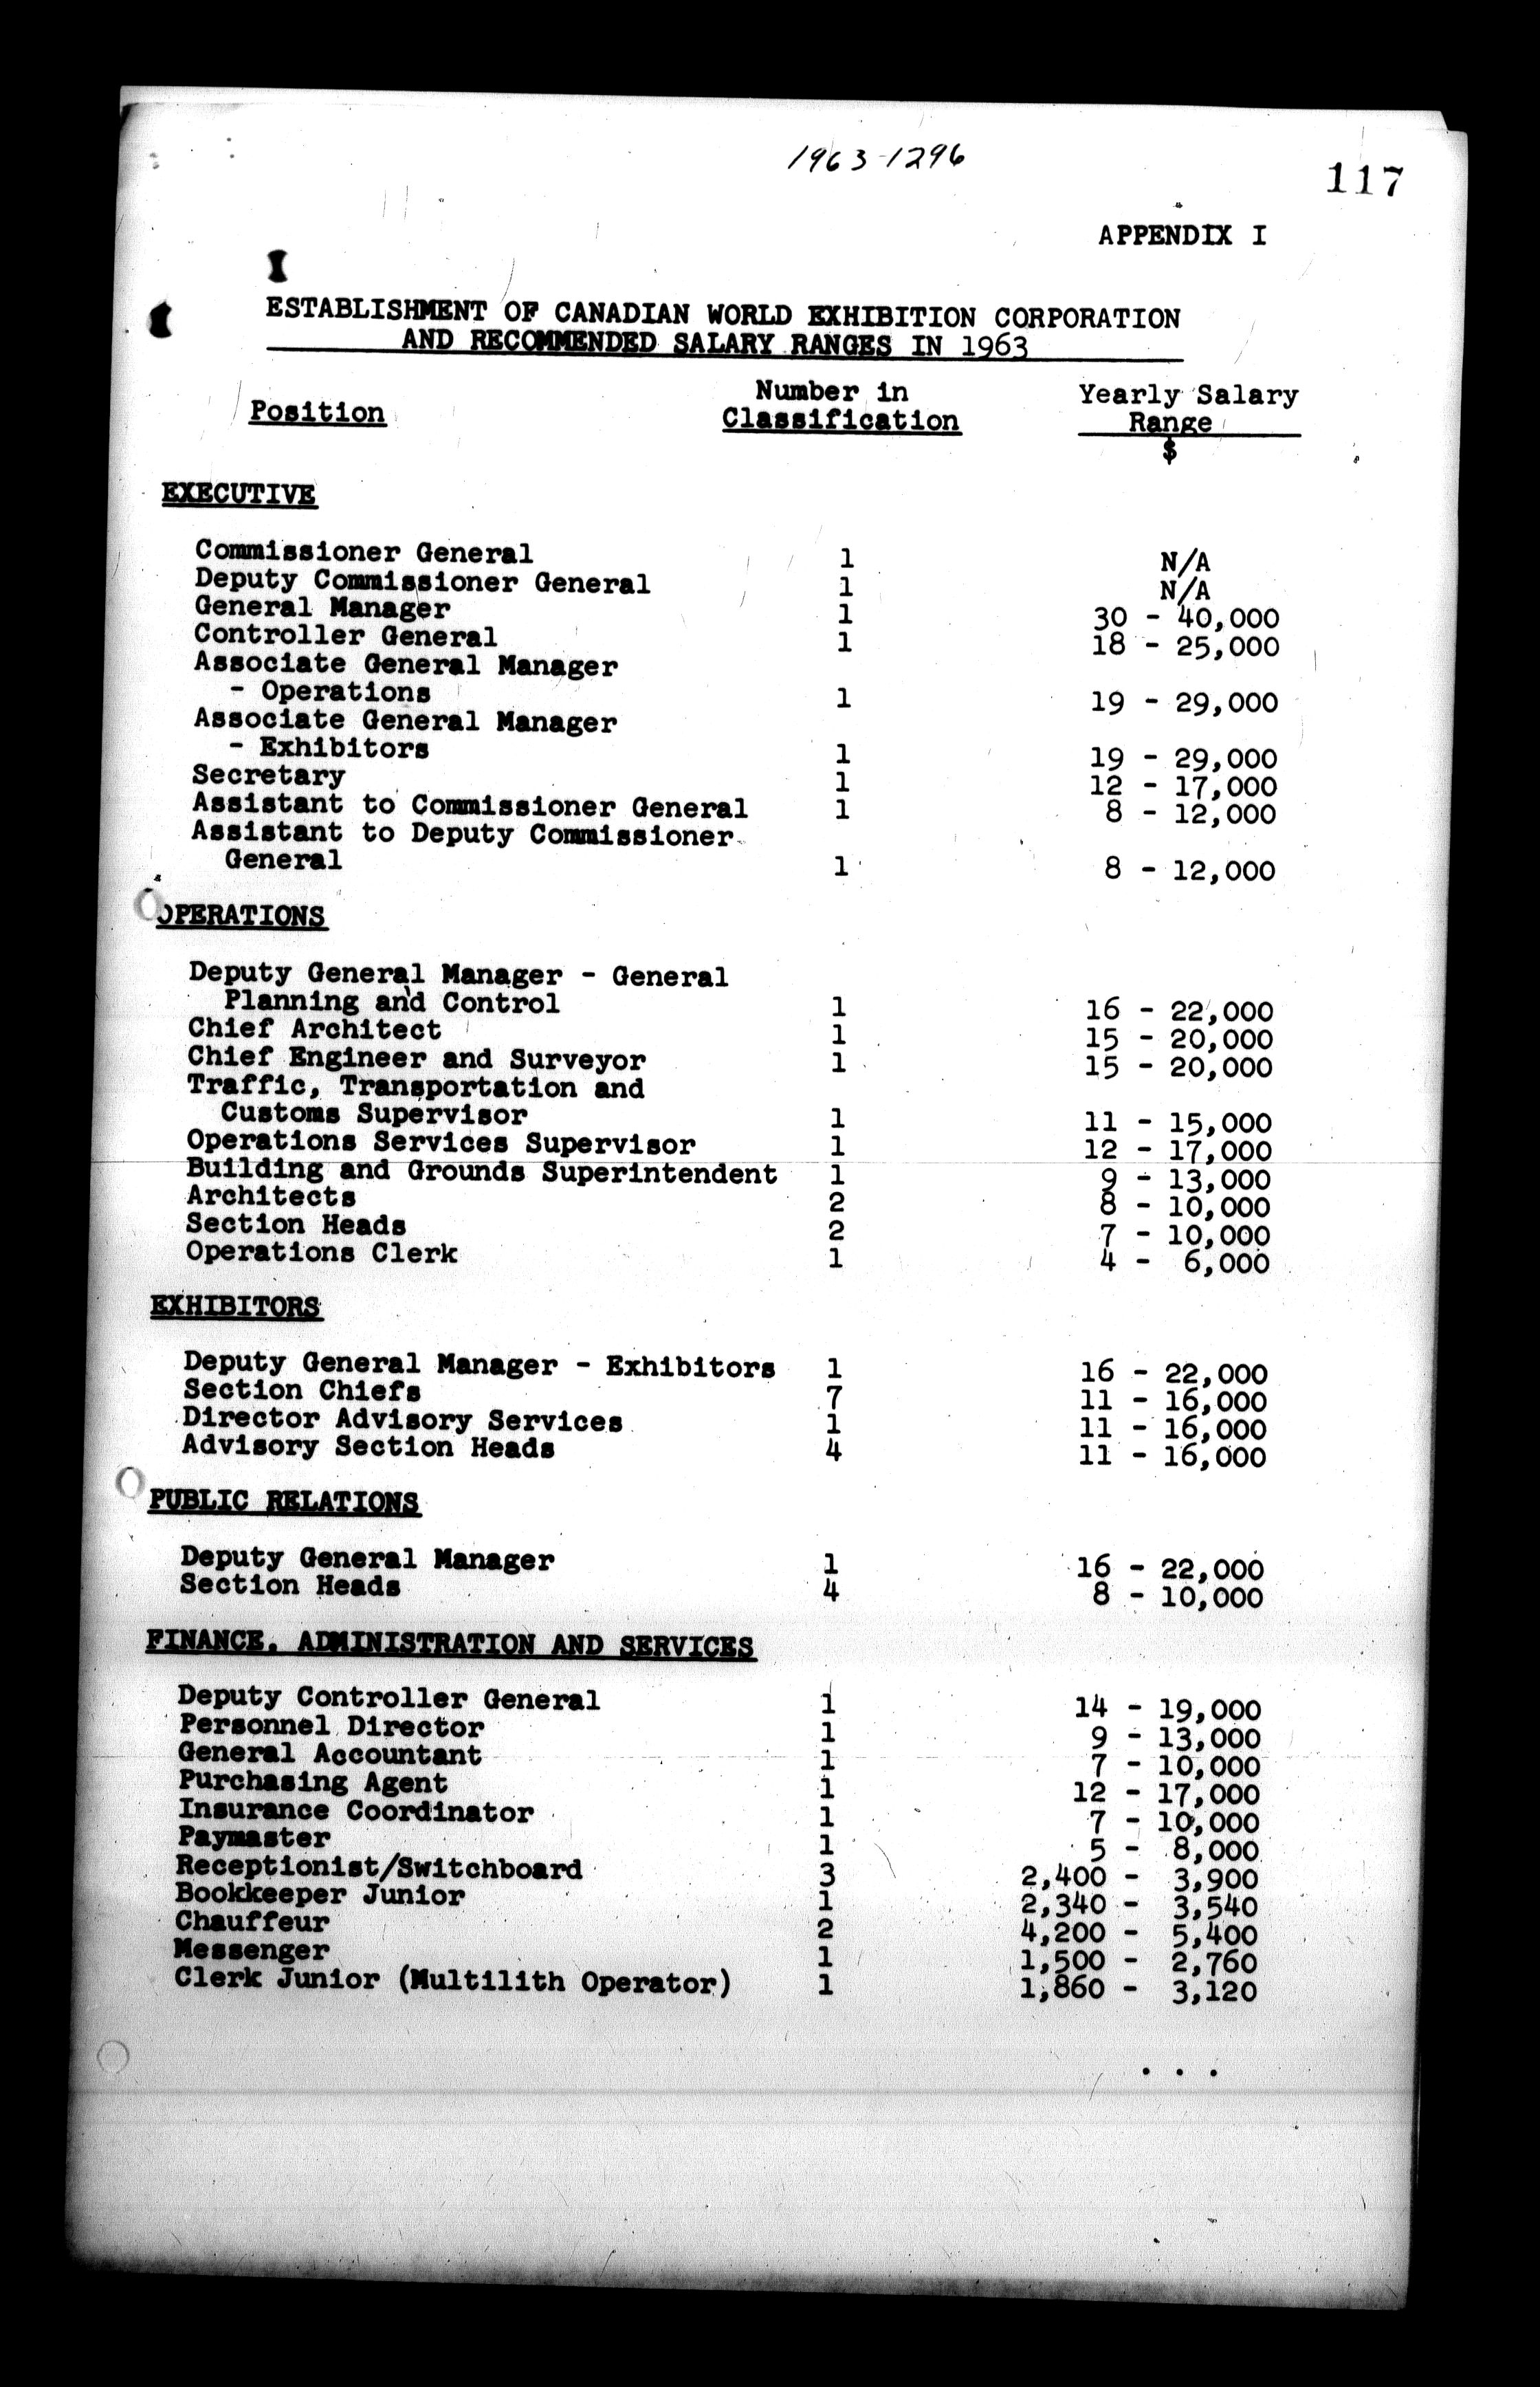 1963-1296
117
APPENDIX I
ESTABLISHMENT OF CANADIAN WORLD EXHIBITION CORPORATION
AND RECOMMENDED SALARY RANGES IN 1963
Position Number in Classification Yearly Salary Range
$
EXECUTIVE
Commissioner General 1 N/A
Deputy Commissioner General 1 N/A
General Manager 1 30 - 40,000
Controller General 1 18 - 25,000
Associate General Manager
- Operations 1 19 - 29,000
Associate General Manager
- Exhibitors 1 19 - 29,000
Secretary 1 12 - 17,000
Assistant to Commissioner General 1 8 - 12,000
Assistant to Deputy Commissioner
General 1 8 - 12,000
OPERATIONS
Deputy General Manager - General
Planning and Control 1 16 - 22,000
Chief Architect 1 15 - 20,000
Chief Engineer and Surveyor 1 15 - 20,000
Traffic, Transportation and
Customs Supervisor 1 11 - 15,000
Operations Services Supervisor 1 12 - 17,000
Building and Grounds Superintendent 1 9 - 13,000
Architects 2 8 - 10,000
Section Heads 2 7 - 10,000
Operations Clerk 1 4 - 6,000
EXHIBITORS
Deputy General Manager - Exhibitors 1 16 - 22,000
Section Chiefs 7 11 - 16,000
Director Advisory Services 1 11 - 16,000
Advisory Section Heads 4 11 - 16,000
PUBLIC RELATIONS
Deputy General Manager 1 16 - 22,000
Section Heads 4 8 - 10,000
FINANCE, ADMINISTRATION AND SERVICES
Deputy Controller General 1 14 - 19,000
Personnel Director 1 9 - 13,000
General Accountant 1 7 - 10,000
Purchasing Agent 1 12 - 17,000
Insurance Coordinator 1 7 - 10,000
Paymaster 1 5 - 8,000
Receptionist/Switchboard 3 2,400 - 3,900
Bookkeeper Junior 1 2,340 - 3,540
Chauffeur 2 4,200 - 5,400
Messenger 1 1,500 - 2,760
Clerk Junior (Multilith Operator) 1 1,860 - 3,120
. . .